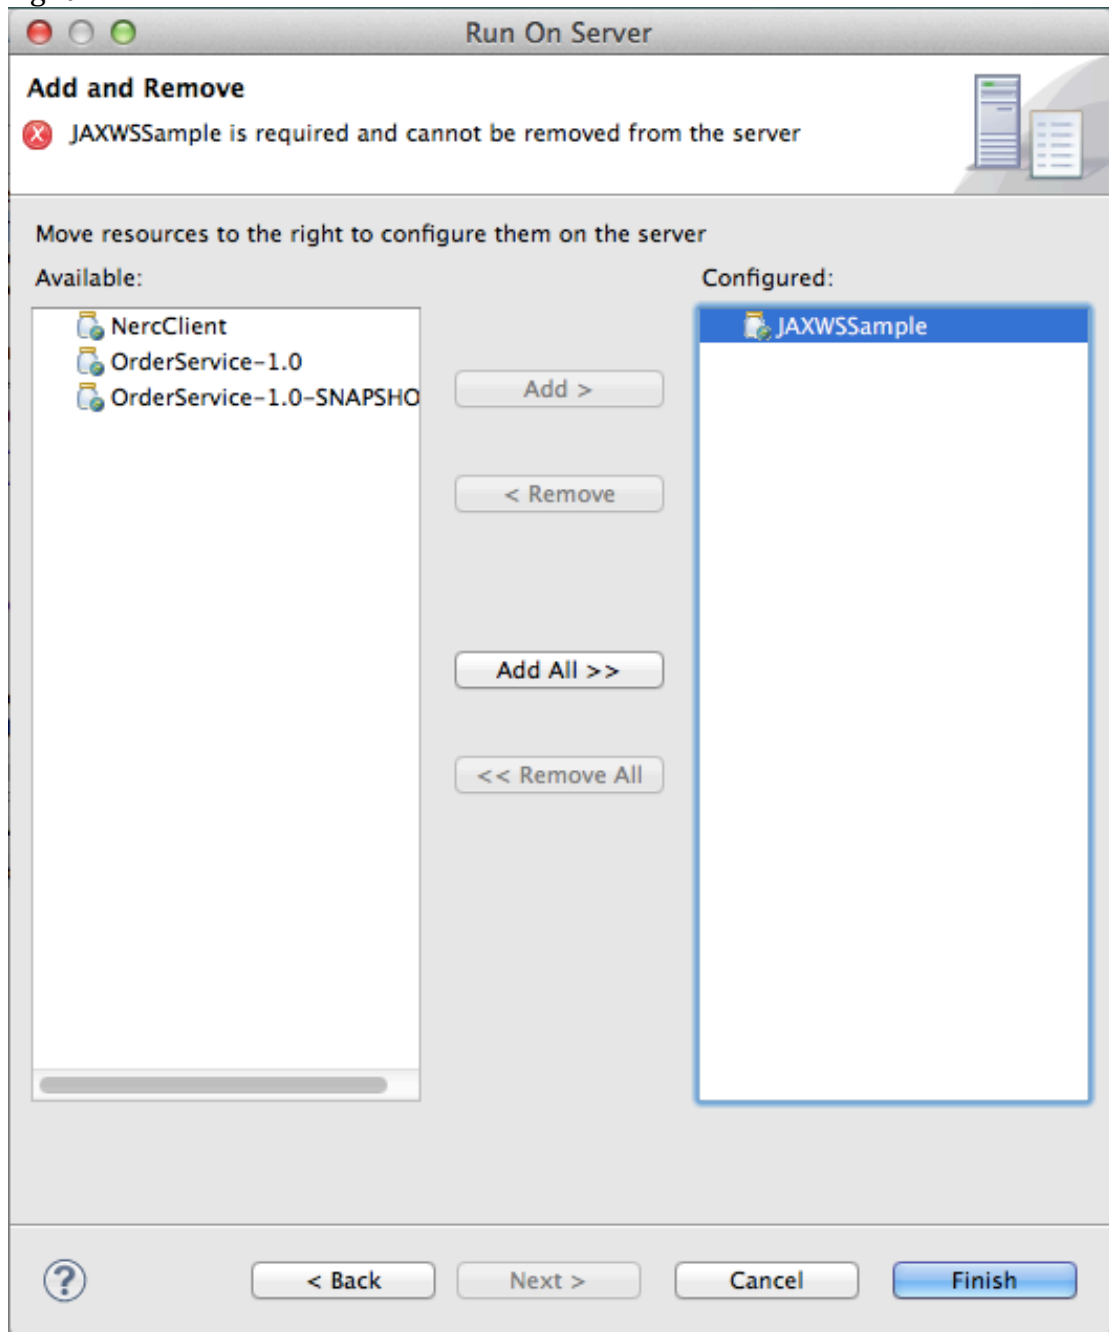 Run On Server
Add and Remove
JAXWSSample is required and cannot be removed from the server
Move resources to the right to configure them on the server
Available:
Configured:
NercClient
OrderService-1.0
OrderService-1.0-SNAPSHO
JAXWSSample
Add >
< Remove
Add All >>
<< Remove All
?
< Back
Next >
Cancel
Finish